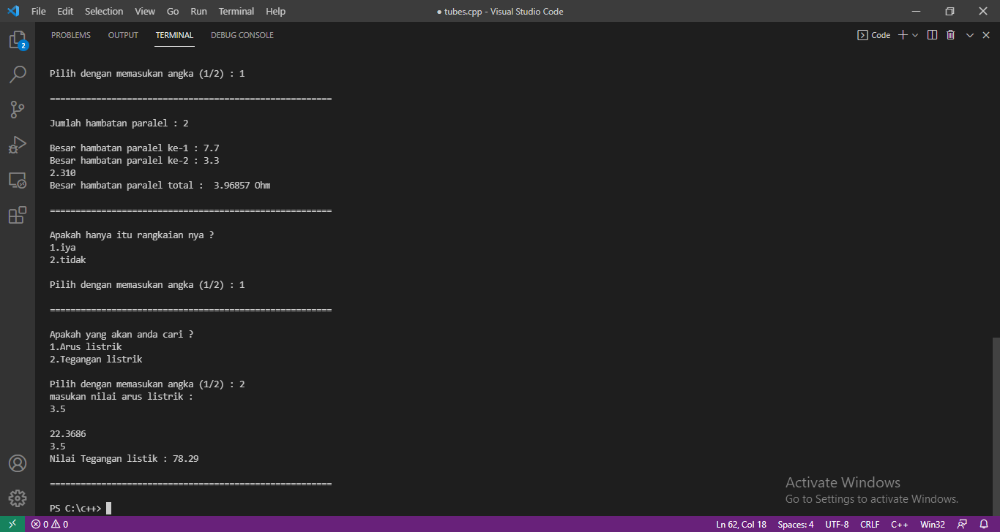 File Edit Selection View Go Run Terminal Help
● tubes.cpp - Visual Studio Code
PROBLEMS OUTPUT TERMINAL DEBUG CONSOLE
Code
2
Pilih dengan memasukan angka (1/2) : 1
=======================================================
Jumlah hambatan paralel : 2
Besar hambatan paralel ke-1 : 7.7
Besar hambatan paralel ke-2 : 3.3
2.310
Besar hambatan paralel total :  3.96857 Ohm
=======================================================
Apakah hanya itu rangkaian nya ?
1.iya
2.tidak
Pilih dengan memasukan angka (1/2) : 1
=======================================================
Apakah yang akan anda cari ?
1.Arus listrik
2.Tegangan listrik
Pilih dengan memasukan angka (1/2) : 2
masukan nilai arus listrik :
3.5
22.3686
3.5
Nilai Tegangan listik : 78.29
=======================================================
PS C:\c++>
Activate Windows
Go to Settings to activate Windows.
0 0
Ln 62, Col 18 Spaces: 4 UTF-8 CRLF C++ Win32